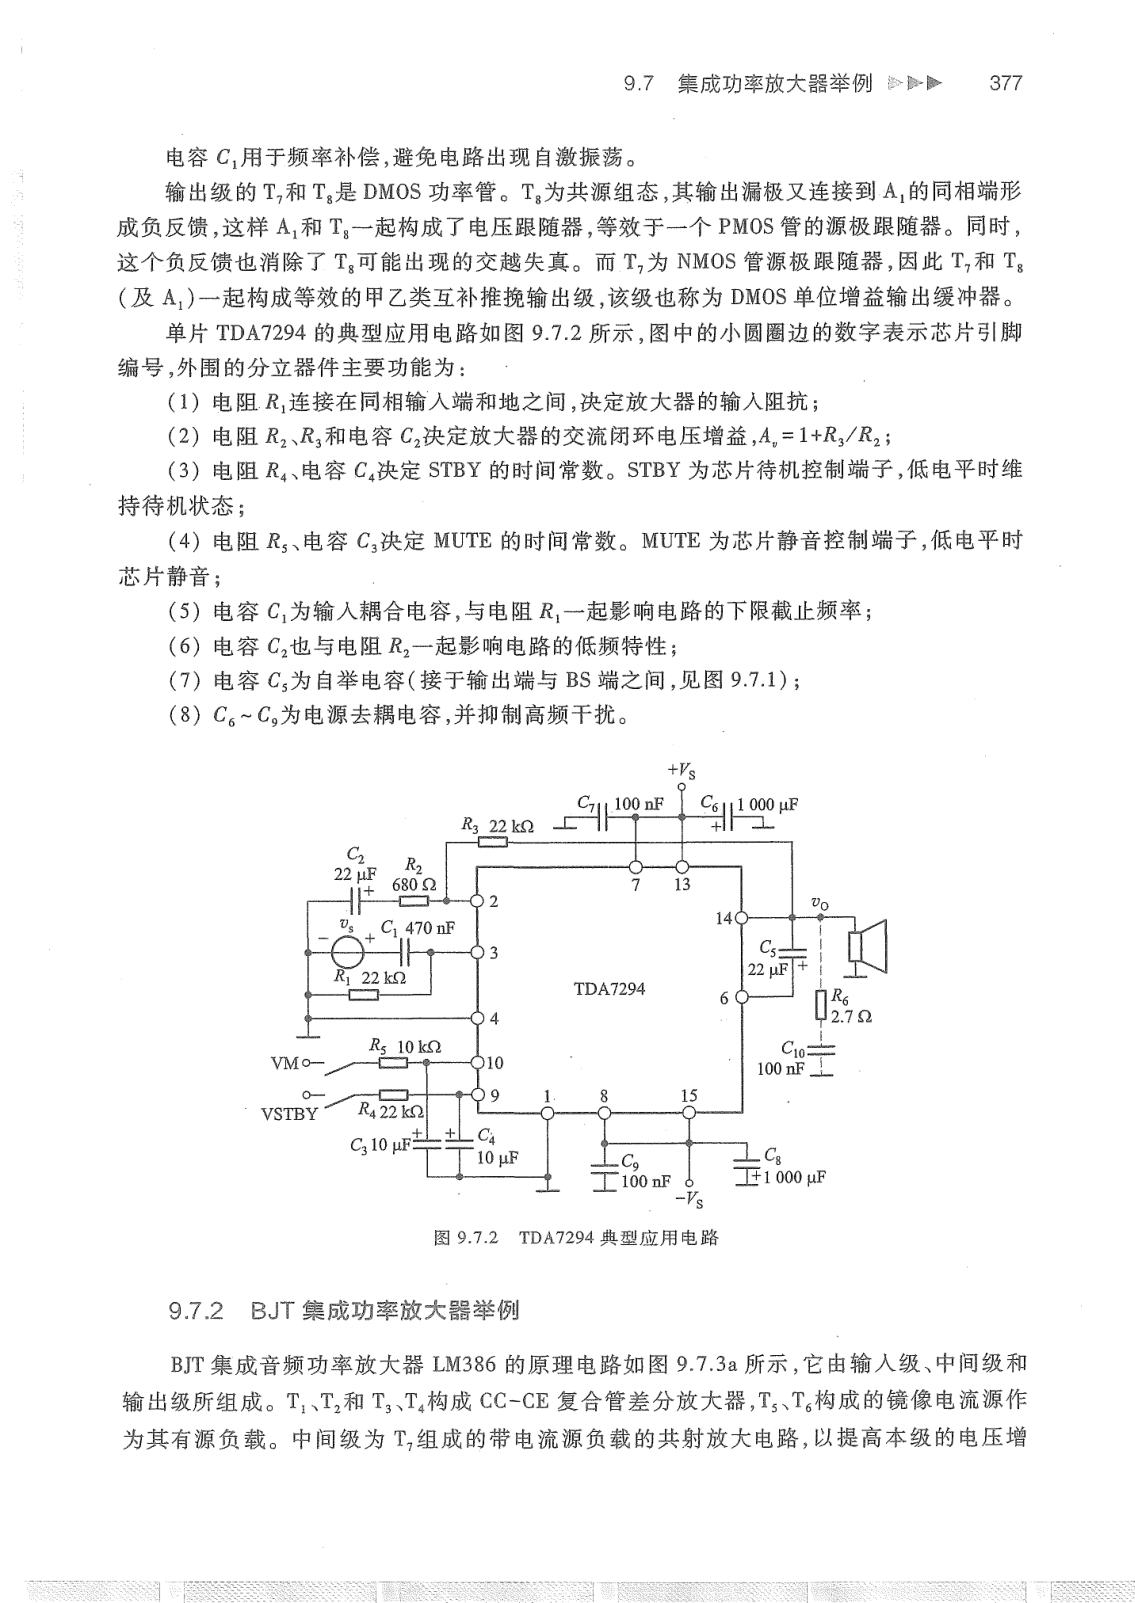 9.7 集成功率放大器举例 377
电容 C₁用于频率补偿,避免电路出现自激振荡。
输出级的 T₇和 T₈是 DMOS 功率管。T₈为共源组态,其输出漏极又连接到 A₁的同相端形
成负反馈,这样 A₁和 T₈一起构成了电压跟随器,等效于一个 PMOS 管的源极跟随器。同时,
这个负反馈也消除了 T₈可能出现的交越失真。而 T₇为 NMOS 管源极跟随器,因此 T₇和 T₈
(及 A₁)一起构成等效的甲乙类互补推挽输出级,该级也称为 DMOS 单位增益输出缓冲器。
单片 TDA7294 的典型应用电路如图 9.7.2 所示,图中的小圆圈边的数字表示芯片引脚
编号,外围的分立器件主要功能为:
(1) 电阻 R₁连接在同相输入端和地之间,决定放大器的输入阻抗;
(2) 电阻 R₂、R₃和电容 C₂决定放大器的交流闭环电压增益,Aᵥ=1+R₃/R₂;
(3) 电阻 R₄、电容 C₄决定 STBY 的时间常数。STBY 为芯片待机控制端子,低电平时维
持待机状态;
(4) 电阻 R₅、电容 C₃决定 MUTE 的时间常数。MUTE 为芯片静音控制端子,低电平时
芯片静音;
(5) 电容 C₁为输入耦合电容,与电阻 R₁一起影响电路的下限截止频率;
(6) 电容 C₂也与电阻 R₂一起影响电路的低频特性;
(7) 电容 C₅为自举电容(接于输出端与 BS 端之间,见图 9.7.1);
(8) C₆~C₉为电源去耦电容,并抑制高频干扰。
+Vₛ
C₇ 100 nF C₆ 1 000 μF
+
R₃ 22 kΩ
C₂
22 μF
+
R₂
680 Ω
7 13
2
14
v_O
vₛ
- +
C₁ 470 nF
3
C₅
22 μF
+
R₁ 22 kΩ
TDA7294
6
R₆
2.7 Ω
4
VM
R₅ 10 kΩ
10
C₁₀
100 nF
VSTBY
R₄ 22 kΩ
9
1 8 15
C₃ 10 μF
+ +
C₄
10 μF
C₉
100 nF
-Vₛ
C₈
+
1 000 μF
图 9.7.2 TDA7294 典型应用电路
9.7.2 BJT 集成功率放大器举例
BJT 集成音频功率放大器 LM386 的原理电路如图 9.7.3a 所示,它由输入级、中间级和
输出级所组成。T₁、T₂和 T₃、T₄构成 CC-CE 复合管差分放大器,T₅、T₆构成的镜像电流源作
为其有源负载。中间级为 T₇组成的带电流源负载的共射放大电路,以提高本级的电压增